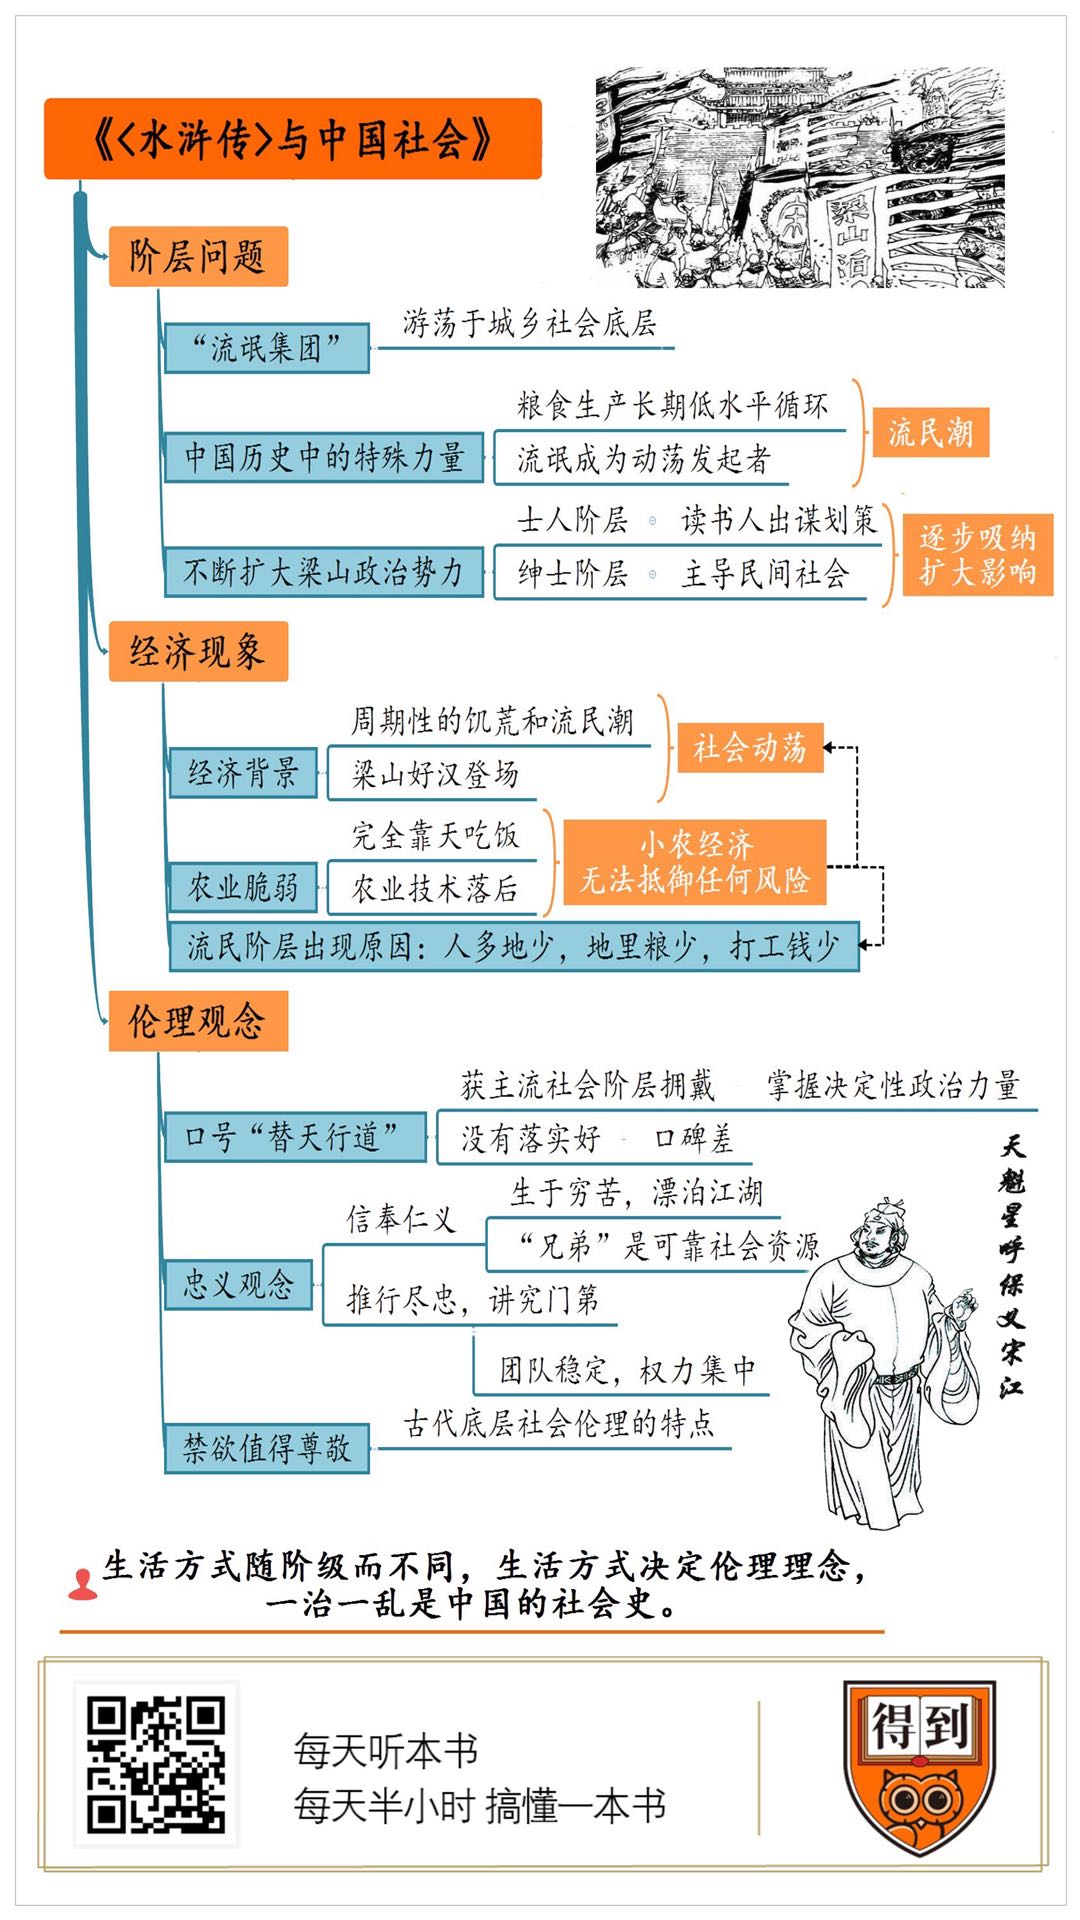 《<水浒传>与中国社会》
宋
梁山泊
阶层问题
“流氓集团”
游荡于城乡社会底层
中国历史中的特殊力量
粮食生产长期低水平循环
流氓成为动荡发起者
流民潮
不断扩大梁山政治势力
士人阶层 读书人出谋划策
绅士阶层 主导民间社会
逐步吸纳
扩大影响
经济现象
经济背景
周期性的饥荒和流民潮
梁山好汉登场
社会动荡
农业脆弱
完全靠天吃饭
农业技术落后
小农经济
无法抵御任何风险
流民阶层出现原因：人多地少，地里粮少，打工钱少
伦理观念
口号“替天行道”
获主流社会阶层拥戴 掌握决定性政治力量
没有落实好 口碑差
忠义观念
信奉仁义
生于穷苦，漂泊江湖
“兄弟”是可靠社会资源
推行尽忠，讲究门第
团队稳定，权力集中
禁欲值得尊敬
古代底层社会伦理的特点
天魁星呼保义宋江
生活方式随阶级而不同，生活方式决定伦理理念，
一治一乱是中国的社会史。
每天听本书
每天半小时 搞懂一本书
得到